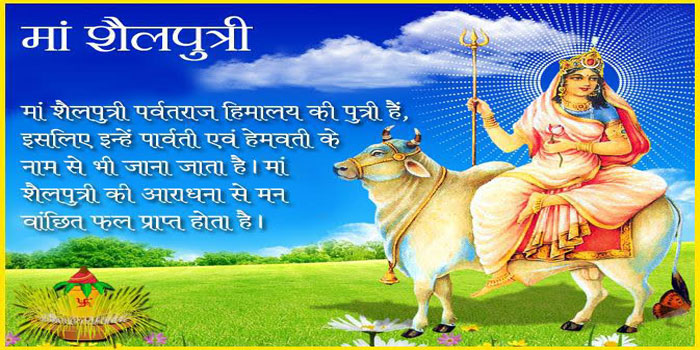 मां शैलपुत्री
मां शैलपुत्री पर्वतराज हिमालय की पुत्री हैं,
इसलिए इन्हें पार्वती एवं हेमवती के
नाम से भी जाना जाता है। मां
शैलपुत्री की आराधना से मन
वांछित फल प्राप्त होता है।